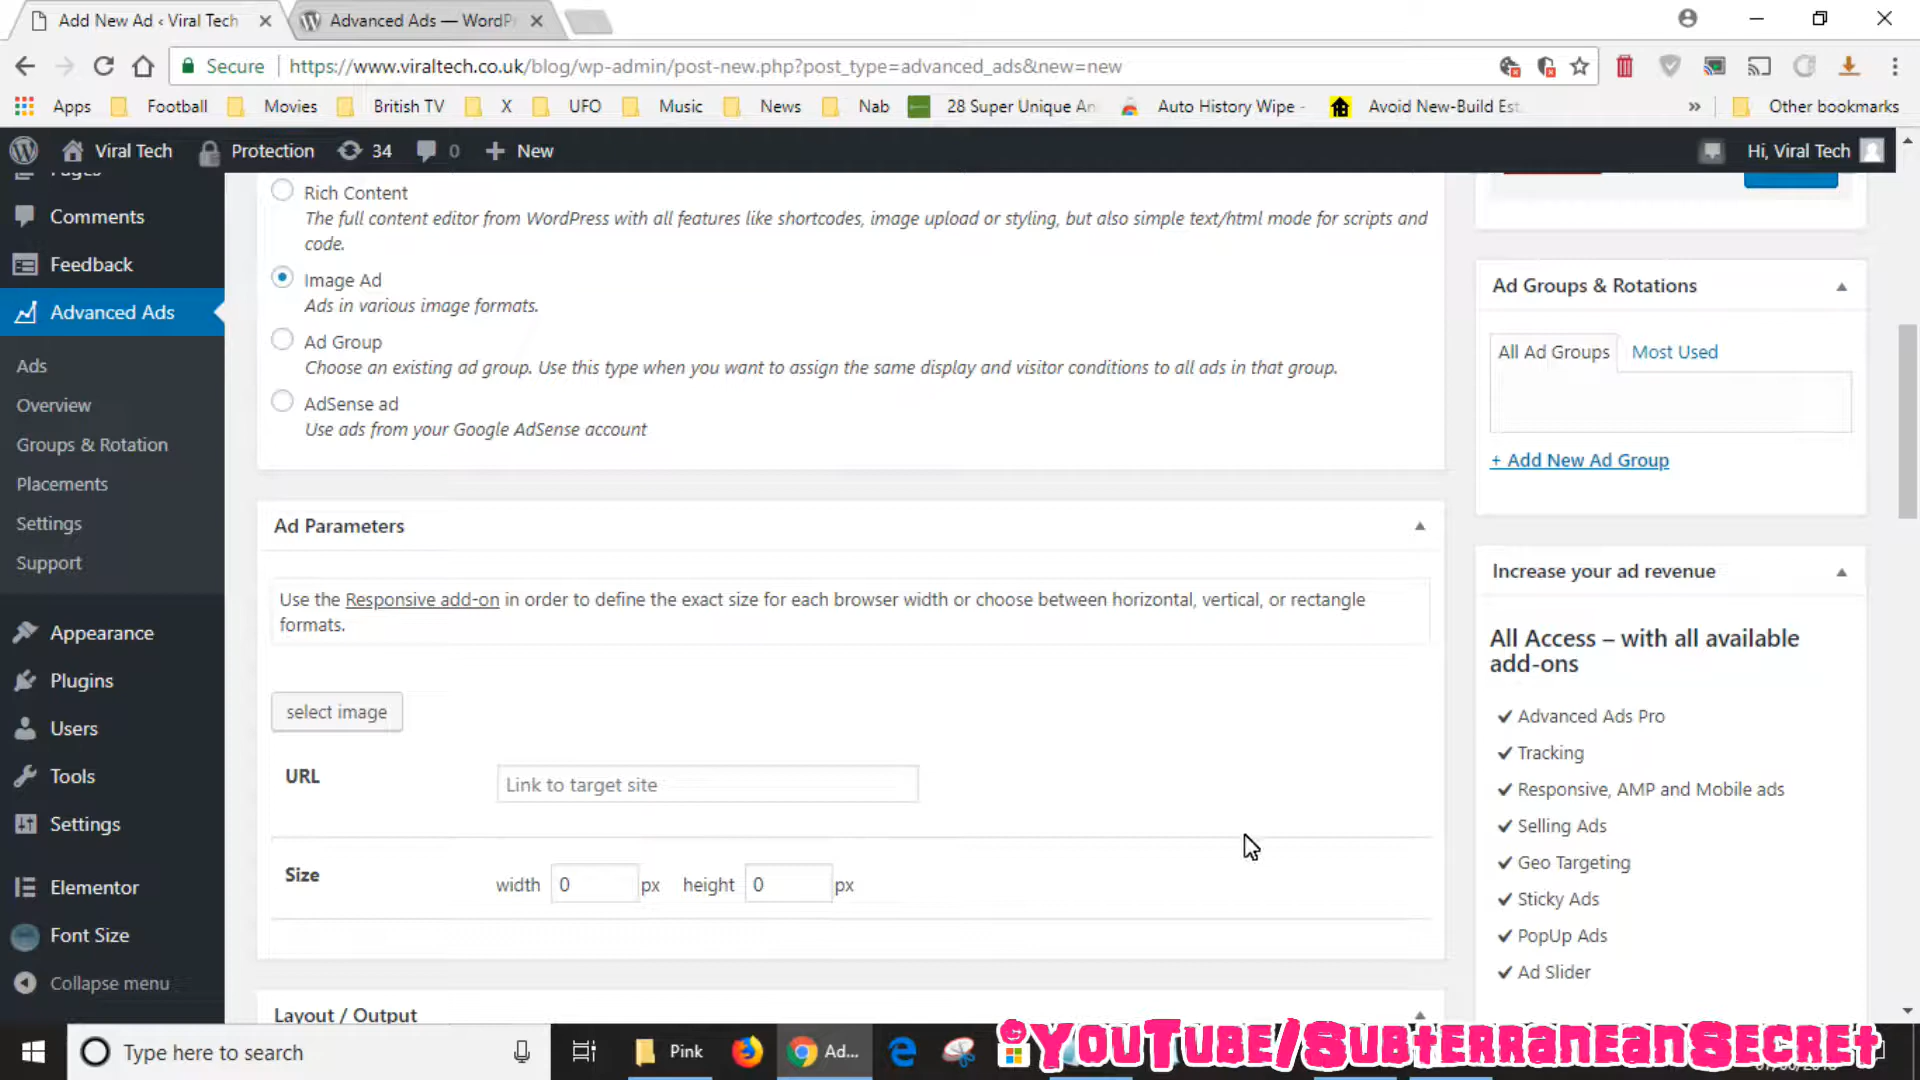 Add New Ad ‹ Viral Tech
Advanced Ads — WordP
Secure
https://www.viraltech.co.uk/blog/wp-admin/post-new.php?post_type=advanced_ads&new=new
Apps
Football
Movies
British TV
X
UFO
Music
News
Nab
28 Super Unique An
Auto History Wipe -
Avoid New-Build Est
»
Other bookmarks
Viral Tech
Protection
34
0
New
Hi, Viral Tech
Pages
Comments
Feedback
Advanced Ads
Ads
Overview
Groups & Rotation
Placements
Settings
Support
Appearance
Plugins
Users
Tools
Settings
Elementor
Font Size
Collapse menu
Rich Content
The full content editor from WordPress with all features like shortcodes, image upload or styling, but also simple text/html mode for scripts and
code.
Image Ad
Ads in various image formats.
Ad Group
Choose an existing ad group. Use this type when you want to assign the same display and visitor conditions to all ads in that group.
AdSense ad
Use ads from your Google AdSense account
Ad Parameters
Use the Responsive add-on in order to define the exact size for each browser width or choose between horizontal, vertical, or rectangle
formats.
select image
URL
Link to target site
Size
width 0 px height 0 px
Layout / Output
Ad Groups & Rotations
All Ad Groups
Most Used
+ Add New Ad Group
Increase your ad revenue
All Access – with all available
add-ons
✔ Advanced Ads Pro
✔ Tracking
✔ Responsive, AMP and Mobile ads
✔ Selling Ads
✔ Geo Targeting
✔ Sticky Ads
✔ PopUp Ads
✔ Ad Slider
Type here to search
Pink
Ad...
YouTube/SubterraneanSecret